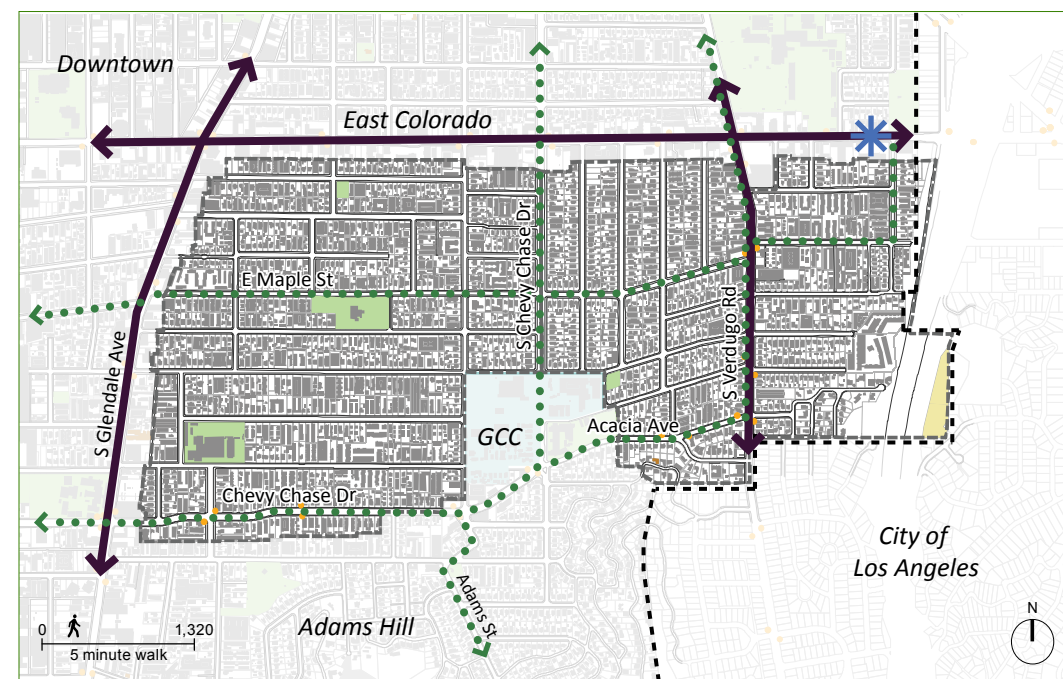 Downtown
East Colorado
S Chevy Chase Dr
E Maple St
S Verdugo Rd
S Glendale Ave
Acacia Ave
GCC
Chevy Chase Dr
City of
Los Angeles
Adams St
Adams Hill
N
0
1,320
5 minute walk